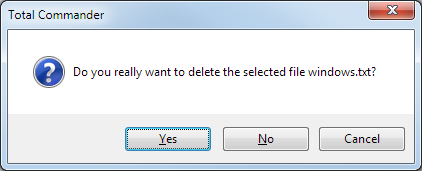 Total Commander
Do you really want to delete the selected file windows.txt?
Yes
No
Cancel